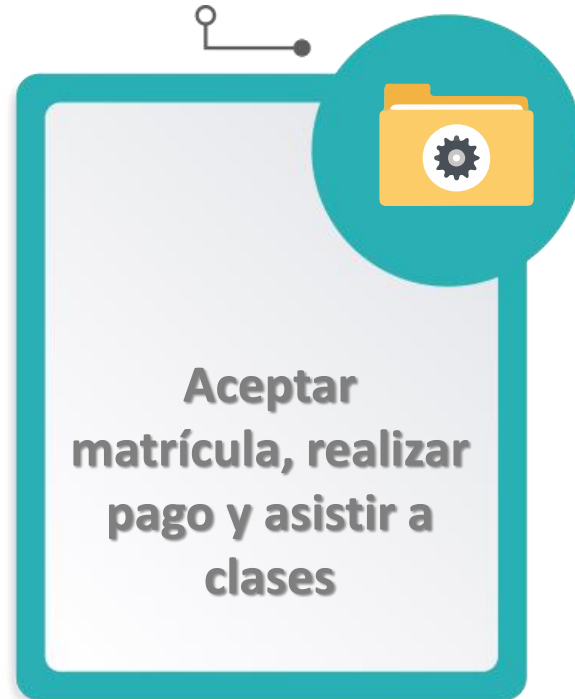 Aceptar
matrícula, realizar
pago y asistir a
clases